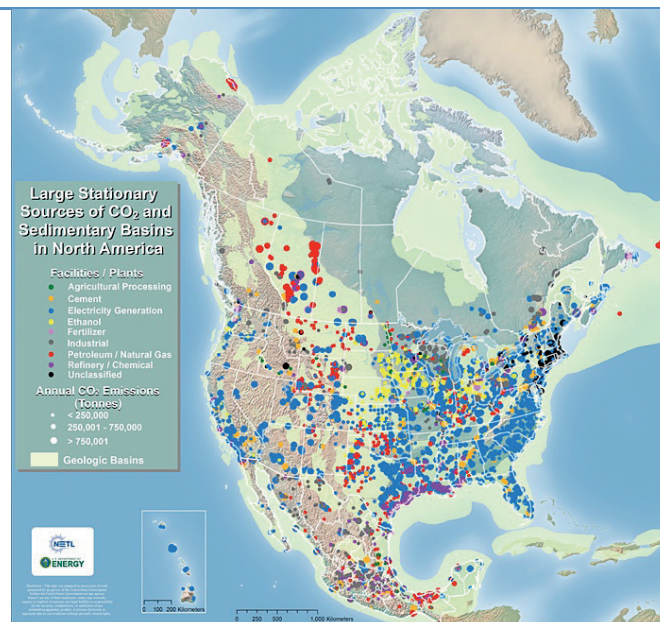 Large Stationary
Sources of CO₂ and
Sedimentary Basins
in North America
Facilities / Plants
Agricultural Processing
Cement
Electricity Generation
Ethanol
Fertilizer
Industrial
Petroleum / Natural Gas
Refinery / Chemical
Unclassified
Annual CO₂ Emissions
(Tonnes)
< 250,000
250,001 - 750,000
> 750,001
Geologic Basins
NETL
ENERGY
0 100 200 Kilometers
0 250 500 1,000 Kilometers